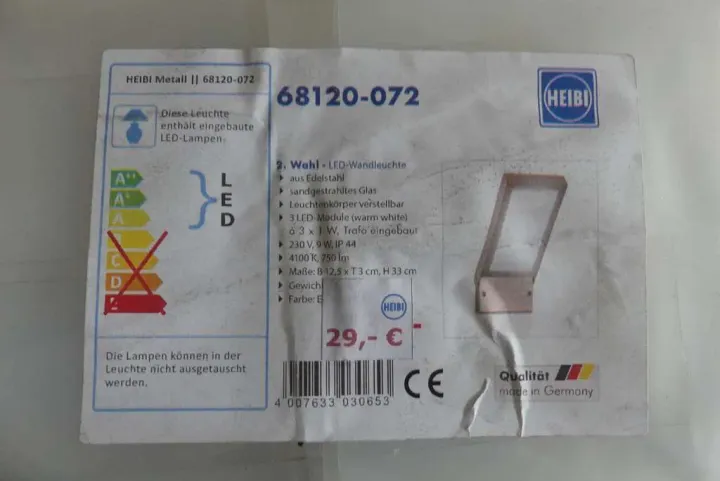 HEIBI Metall || 68120-072
Diese Leuchte
enthält eingebaute
LED-Lampen.
A++
A+
A
C
D
L
E
D
Die Lampen können in der
Leuchte nicht ausgetauscht
werden.
68120-072
HEIBI
2. Wahl - LED-Wandleuchte
aus Edelstahl
sandgestrahltes Glas
Leuchtenkörper verstellbar
3 LED-Module (warm white)
á 3 x 1 W, Trafo eingebaut
230 V, 9 W, IP 44
4100 K, 750 lm
Maße: B 12,5 x T 3 cm, H 33 cm
Gewich
Farbe: E
HEIBI
29,- €
4 007633 030653
CE
Qualität
made in Germany